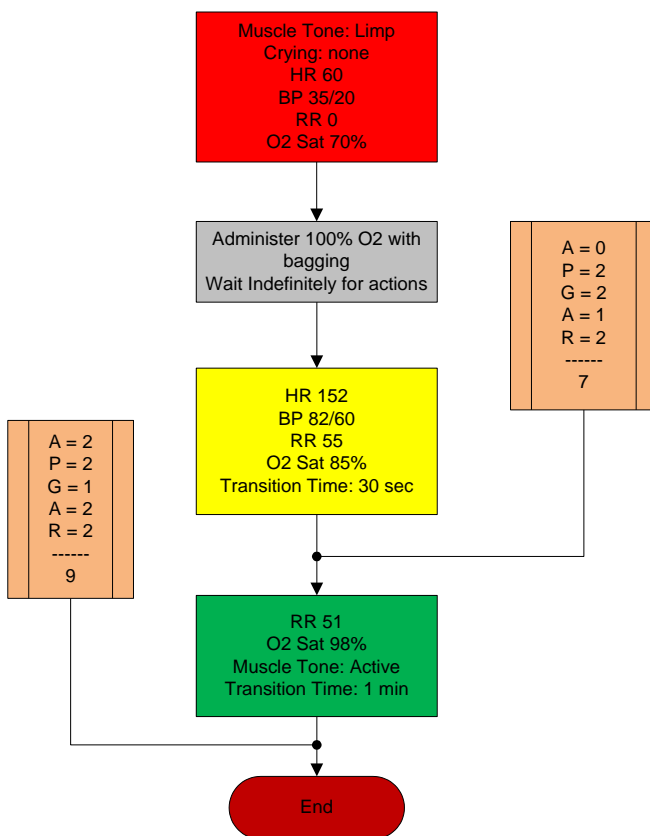 Muscle Tone: Limp
Crying: none
HR 60
BP 35/20
RR 0
O2 Sat 70%
Administer 100% O2 with
bagging
Wait Indefinitely for actions
A = 0
P = 2
G = 2
A = 1
R = 2
------
7
HR 152
BP 82/60
RR 55
O2 Sat 85%
Transition Time: 30 sec
A = 2
P = 2
G = 1
A = 2
R = 2
------
9
RR 51
O2 Sat 98%
Muscle Tone: Active
Transition Time: 1 min
End